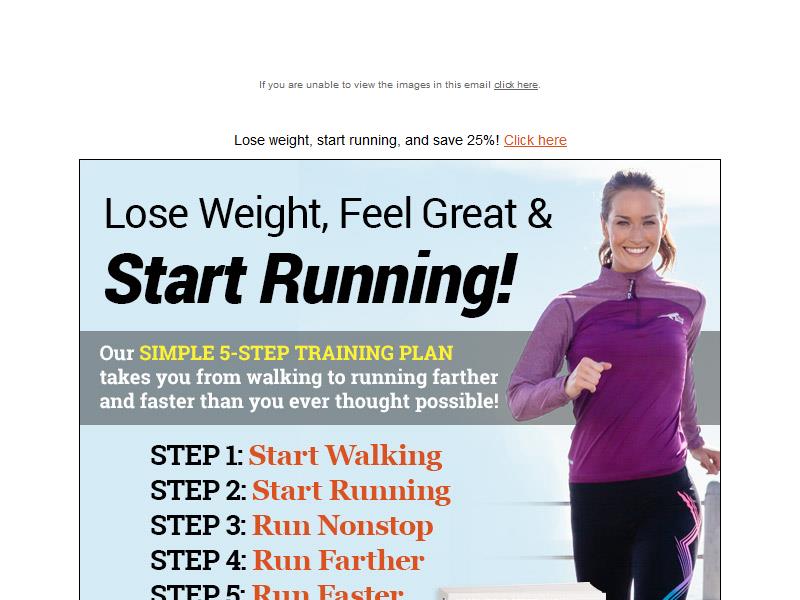 If you are unable to view the images in this email click here.
Lose weight, start running, and save 25%! Click here
Lose Weight, Feel Great &
Start Running!
Our SIMPLE 5-STEP TRAINING PLAN
takes you from walking to running farther
and faster than you ever thought possible!
STEP 1: Start Walking
STEP 2: Start Running
STEP 3: Run Nonstop
STEP 4: Run Farther
STEP 5: Run Faster